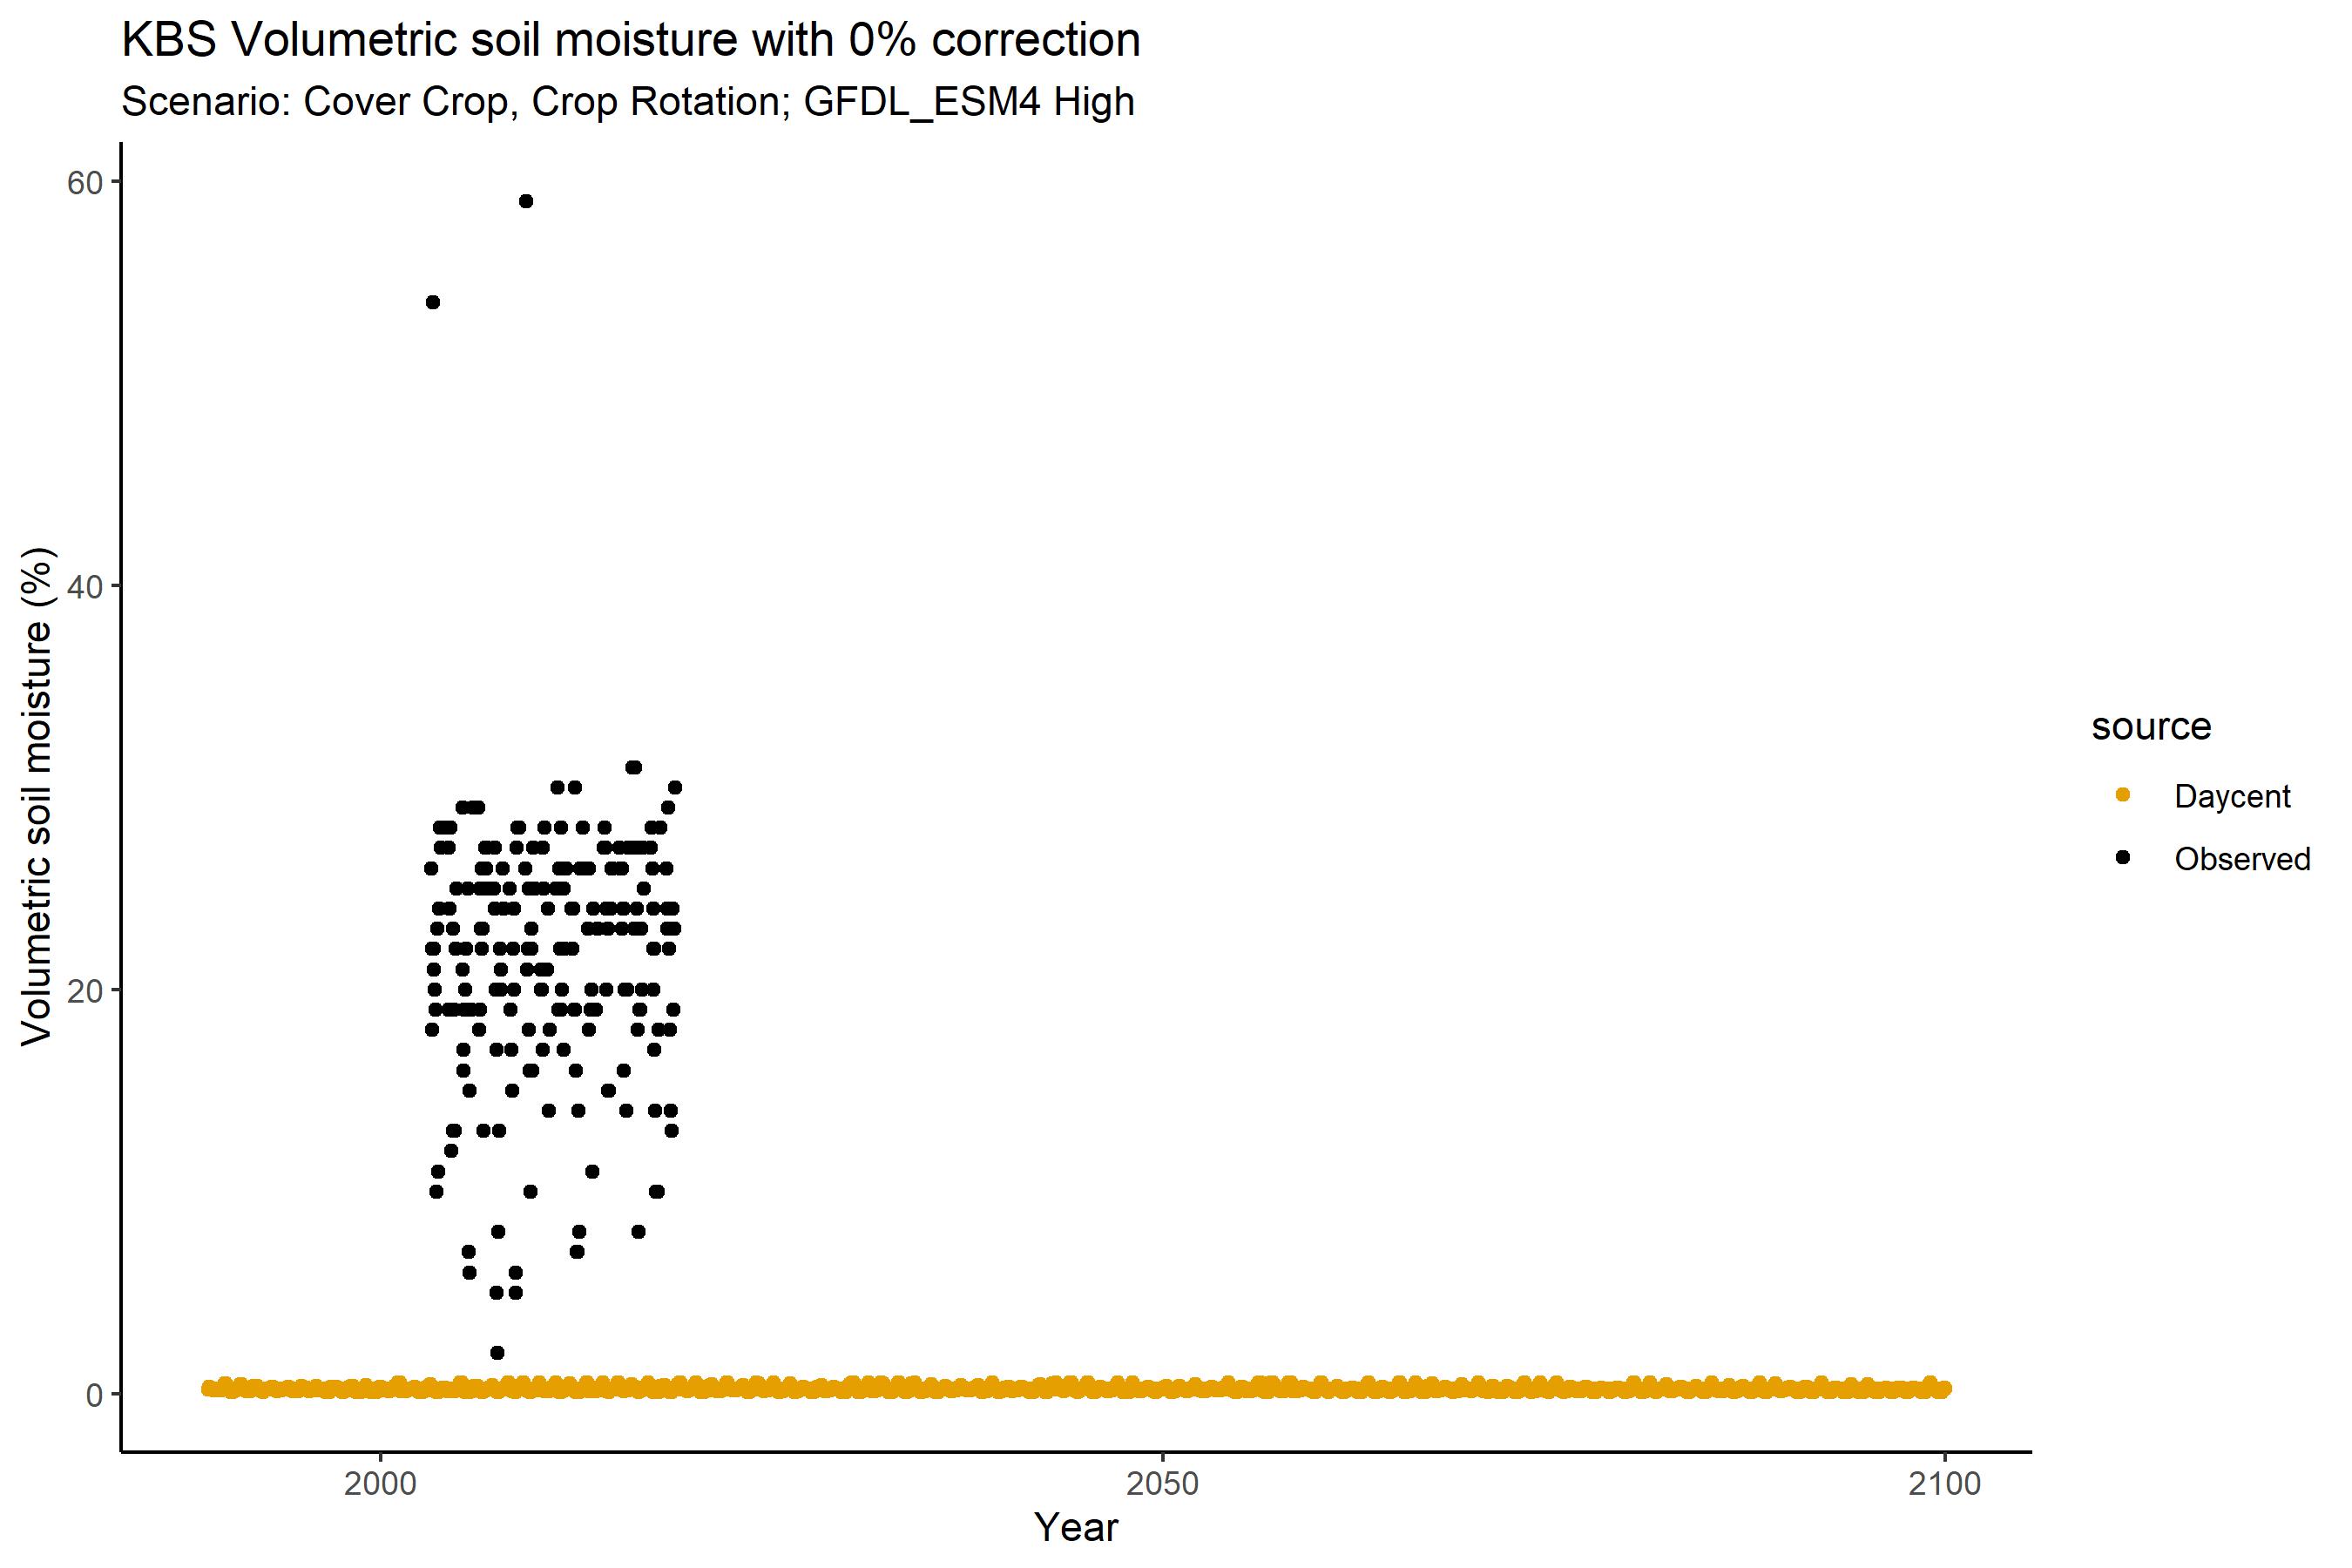 KBS Volumetric soil moisture with 0% correction
Scenario: Cover Crop, Crop Rotation; GFDL_ESM4 High
Volumetric soil moisture (%)
60
40
20
0
2000
2050
2100
Year
source
Daycent
Observed